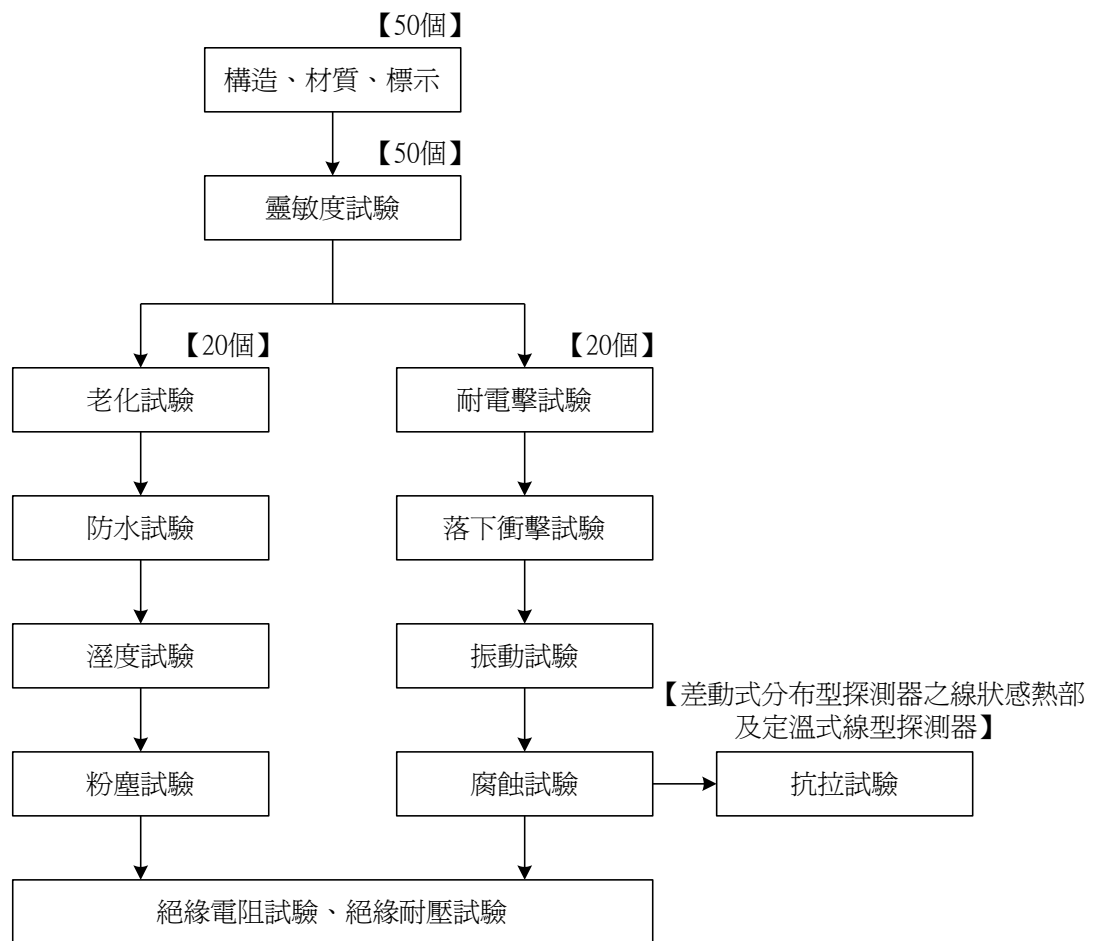 【50個】
構造、材質、標示
【50個】
靈敏度試驗
【20個】
老化試驗
防水試驗
溼度試驗
粉塵試驗
【20個】
耐電擊試驗
落下衝擊試驗
振動試驗
腐蝕試驗
【差動式分布型探測器之線狀感熱部
及定溫式線型探測器】
抗拉試驗
絕緣電阻試驗、絕緣耐壓試驗